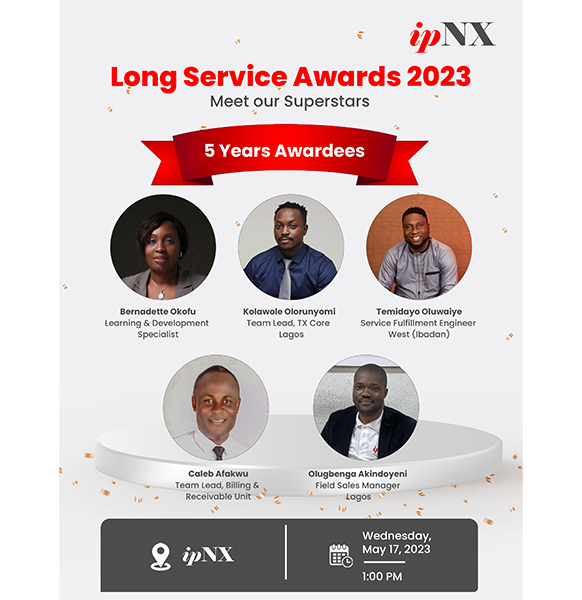 ipNX
Long Service Awards 2023
Meet our Superstars
5 Years Awardees
Bernadette Okofu
Learning & Development
Specialist
Kolawole Olorunyomi
Team Lead, TX Core
Lagos
Temidayo Oluwaiye
Service Fulfillment Engineer
West (Ibadan)
Caleb Afakwu
Team Lead, Billing &
Receivable Unit
Olugbenga Akindoyeni
Field Sales Manager
Lagos
ipNX
Wednesday,
May 17, 2023
1:00 PM